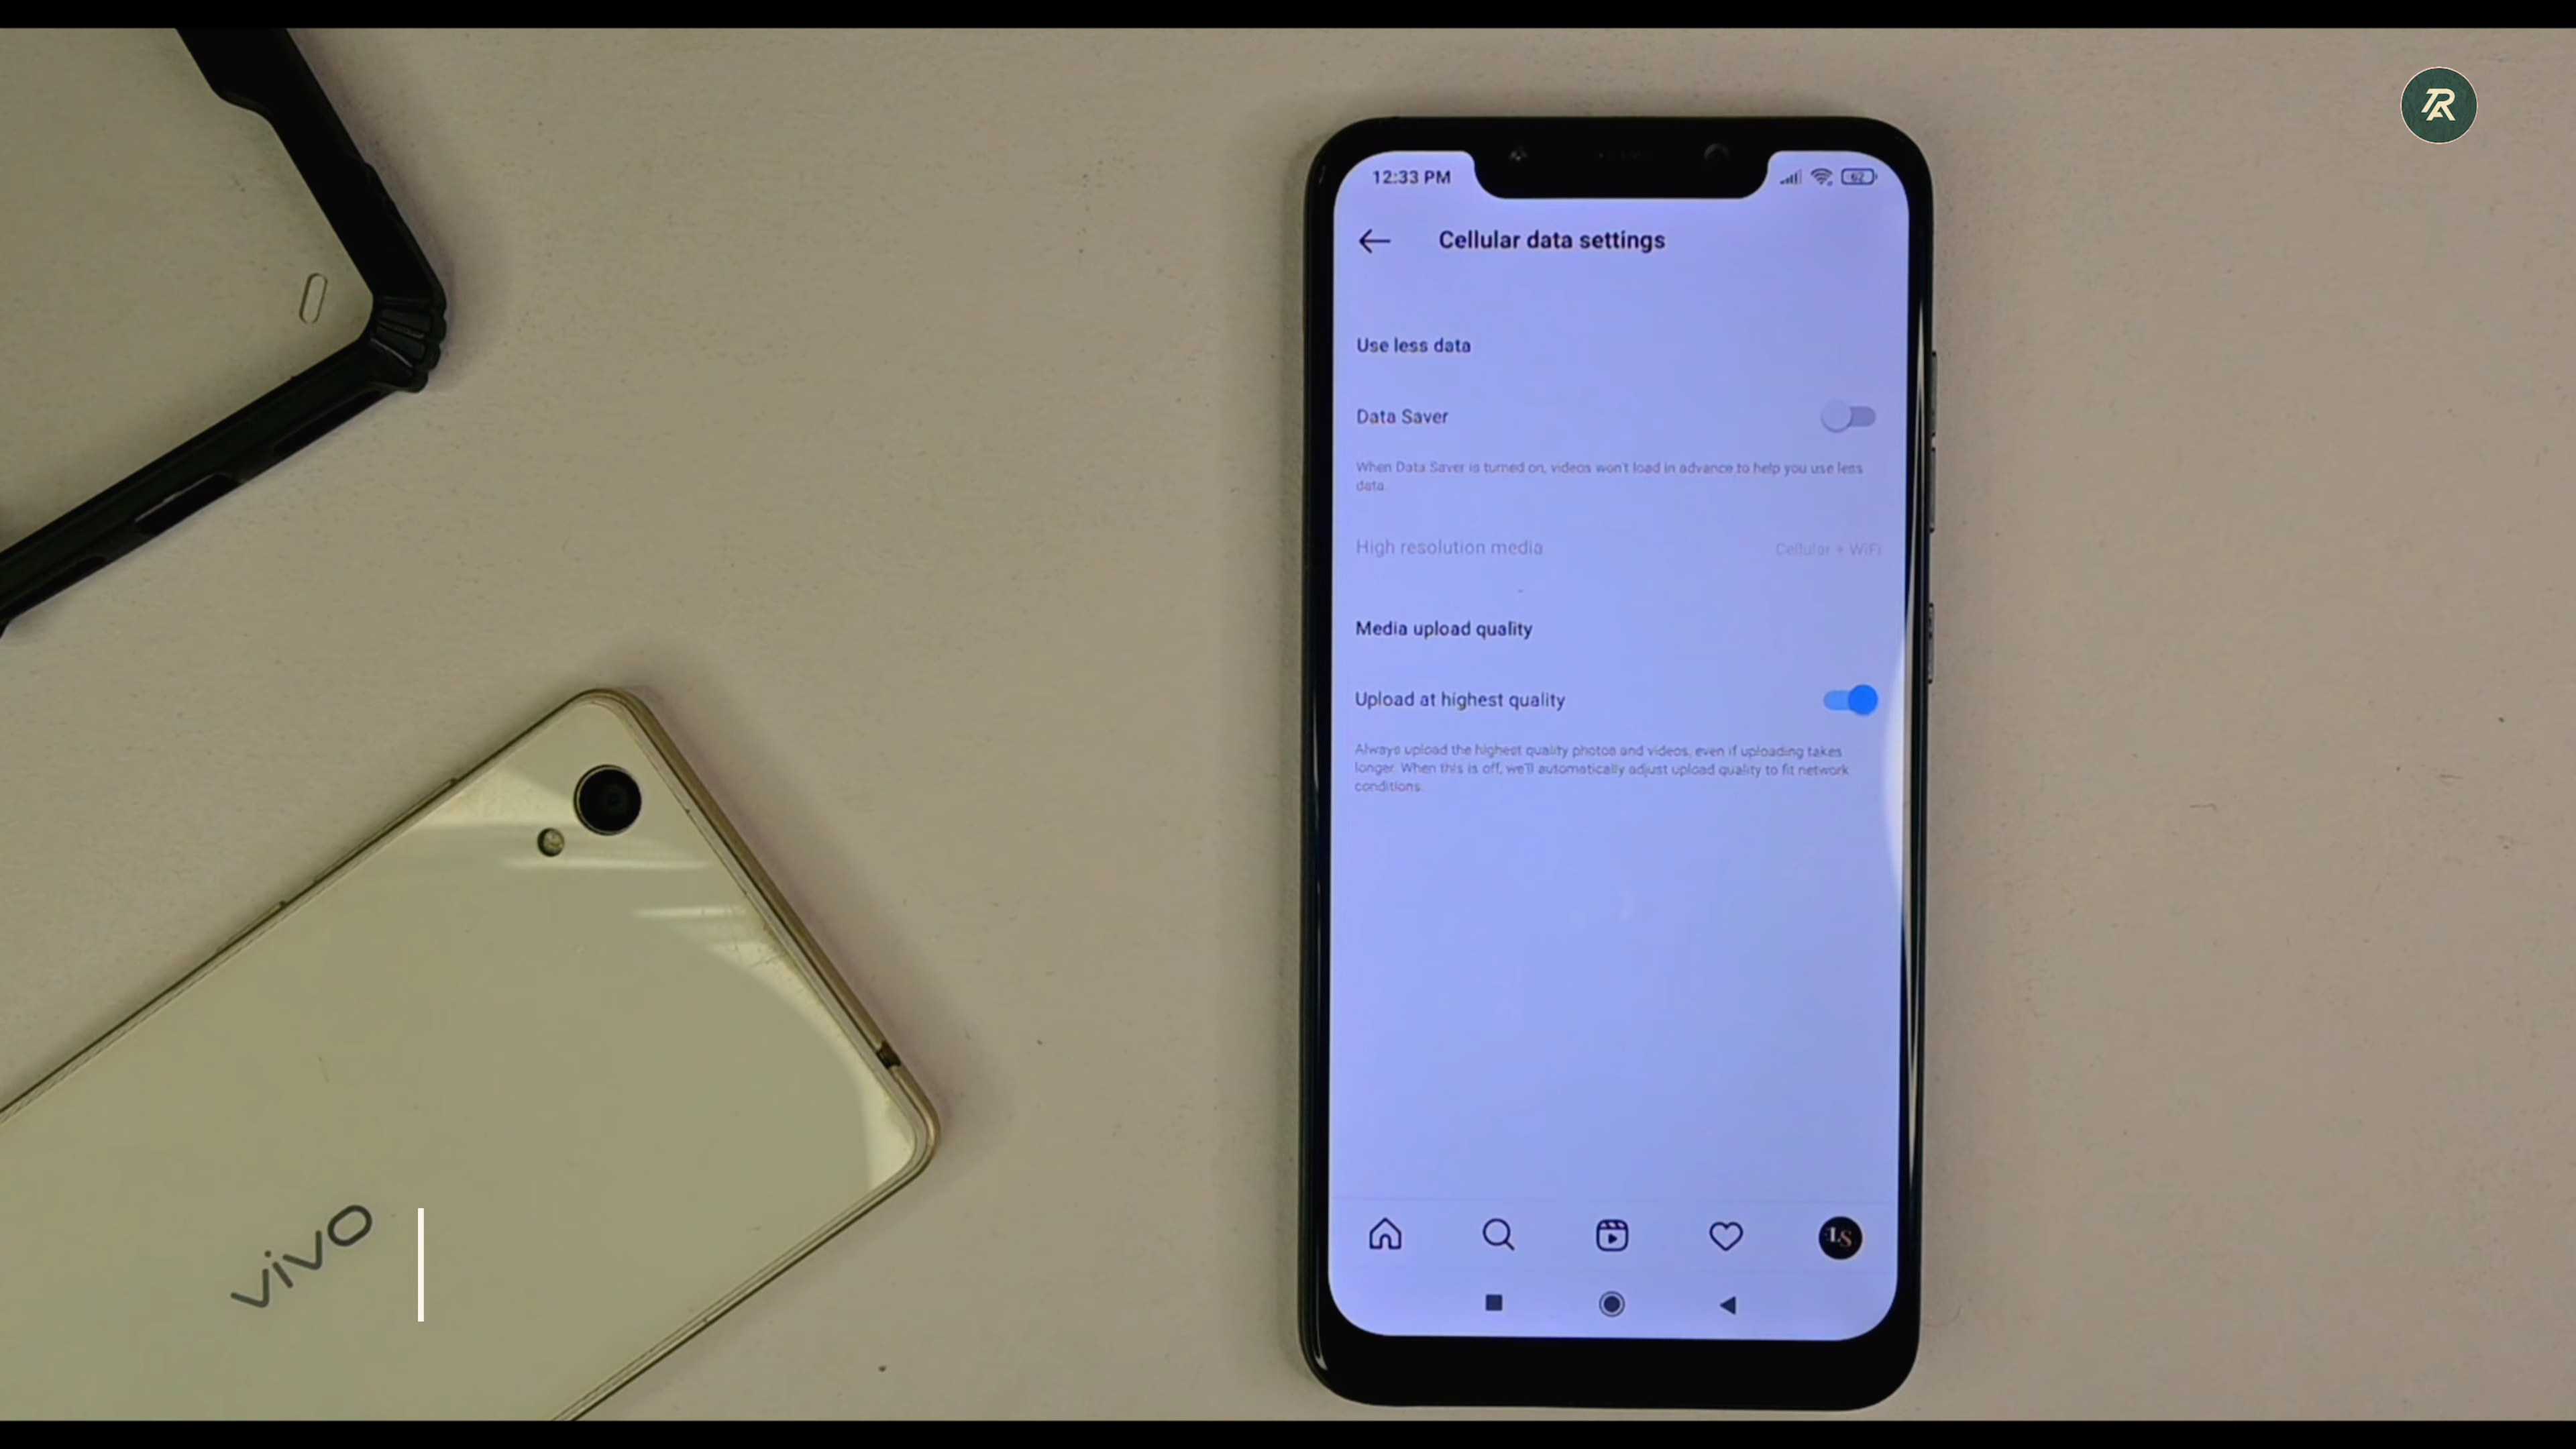 12:33 PM
62
Cellular data settings
Use less data
Data Saver
When Data Saver is turned on, videos won't load in advance to help you use less
data.
High resolution media
Cellular + WiFi
Media upload quality
Upload at highest quality
Always upload the highest quality photos and videos, even if uploading takes
longer. When this is off, we'll automatically adjust upload quality to fit network
conditions.
LS
vivo